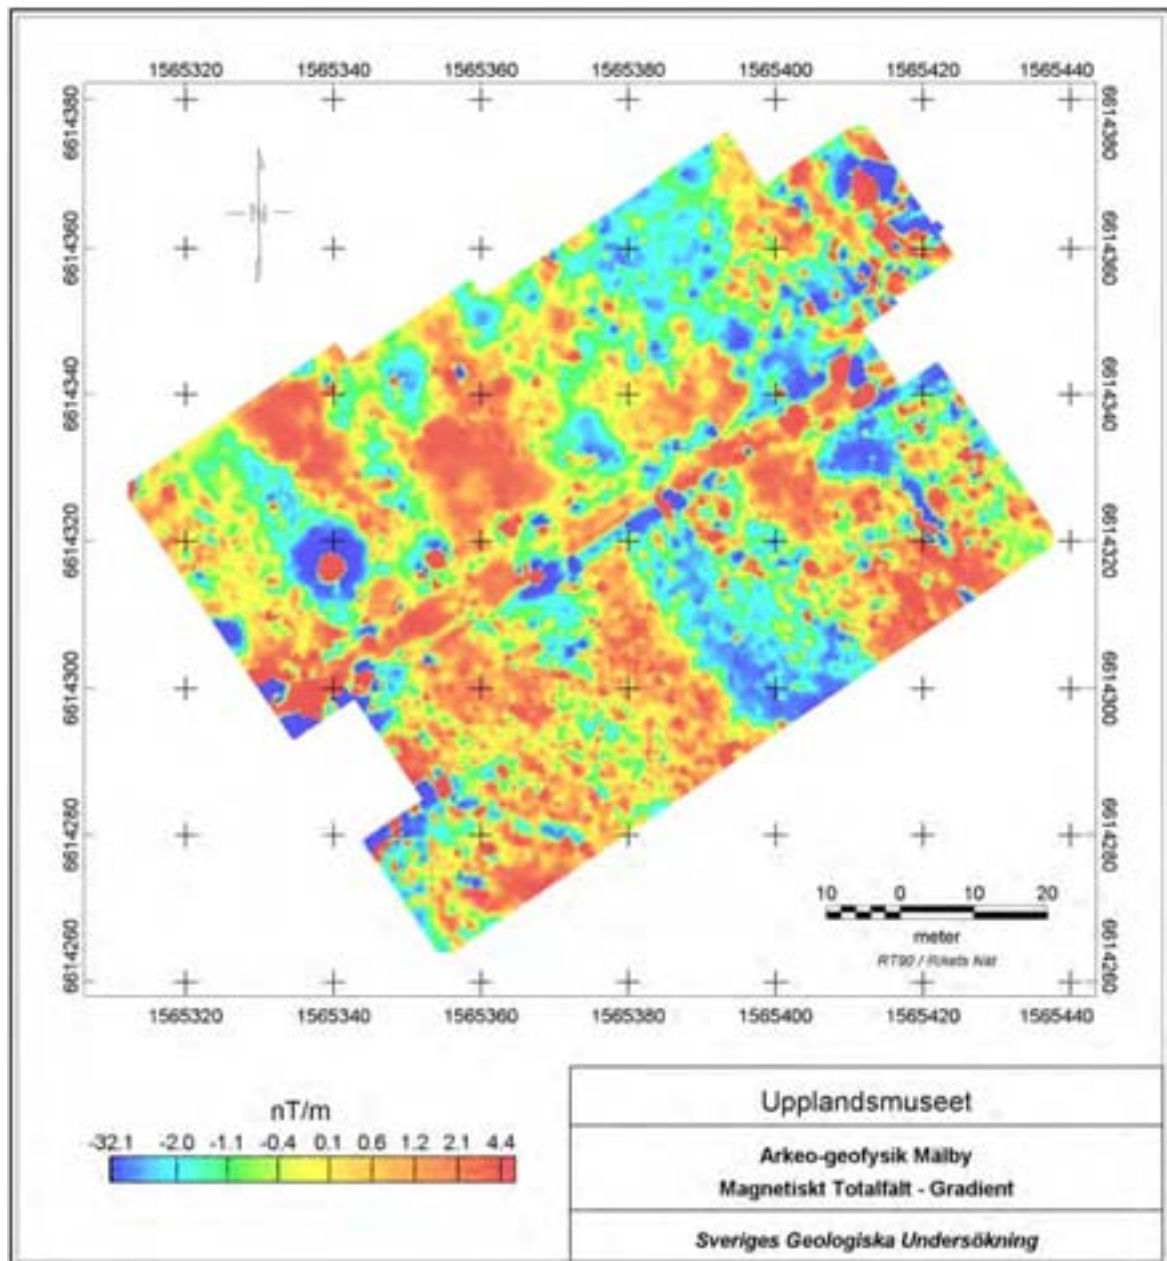 1565320 1565340 1565360 1565380 1565400 1565420 1565440
6614380 6614380
6614360 6614360
6614340 6614340
6614320 6614320
6614300 6614300
6614280 6614280
6614260 6614260
10 0 10 20
meter
RT90 / Rikets Nät
1565320 1565340 1565360 1565380 1565400 1565420 1565440
nT/m
-32.1 -2.0 -1.1 -0.4 0.1 0.6 1.2 2.1 4.4
Upplandsmuseet
Arkeo-geofysik Mälby
Magnetiskt Totalfält - Gradient
Sveriges Geologiska Undersökning